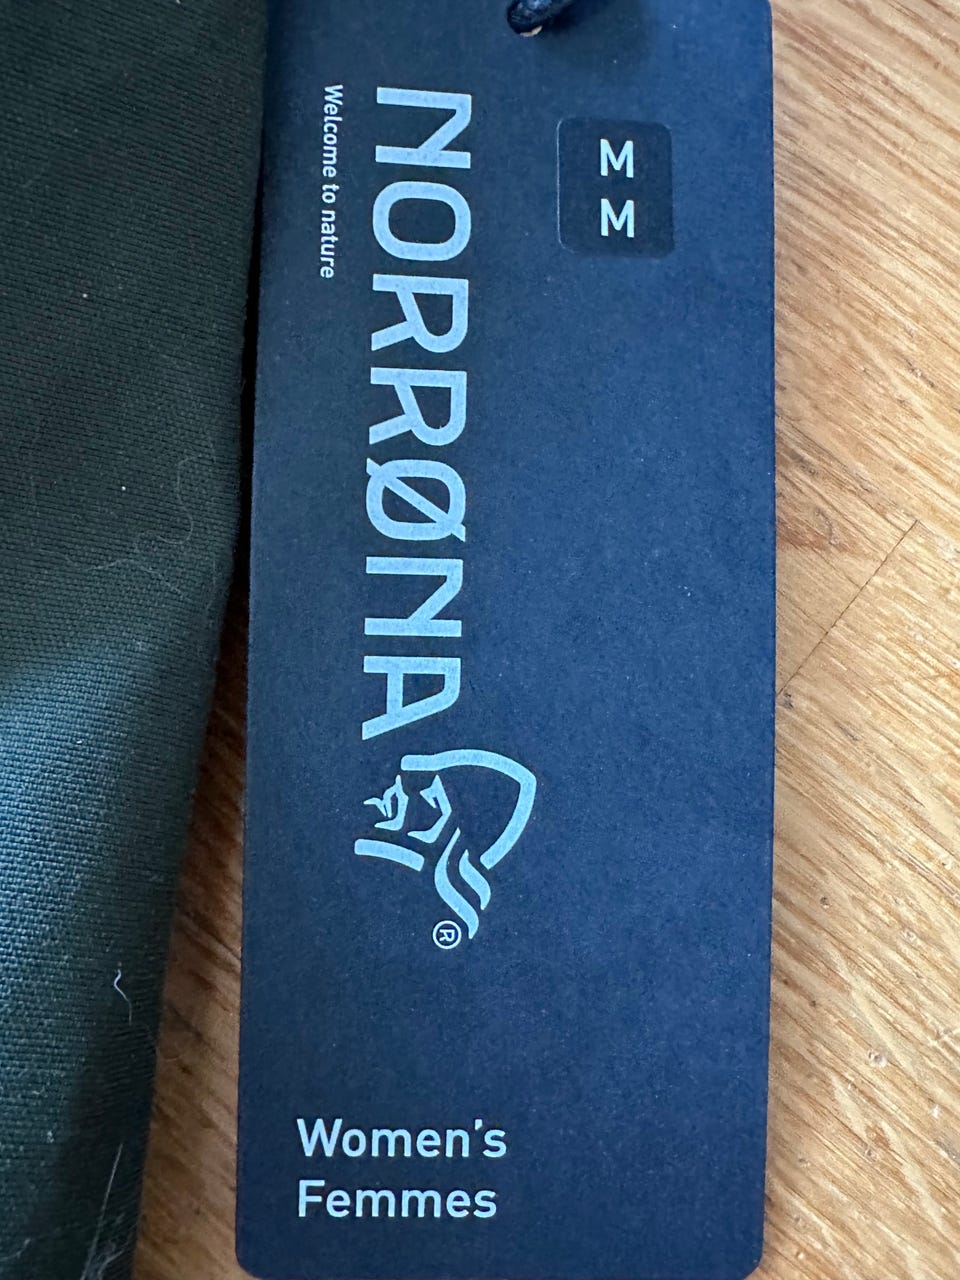 M
M
NORRØNA®
Welcome to nature
Women's
Femmes